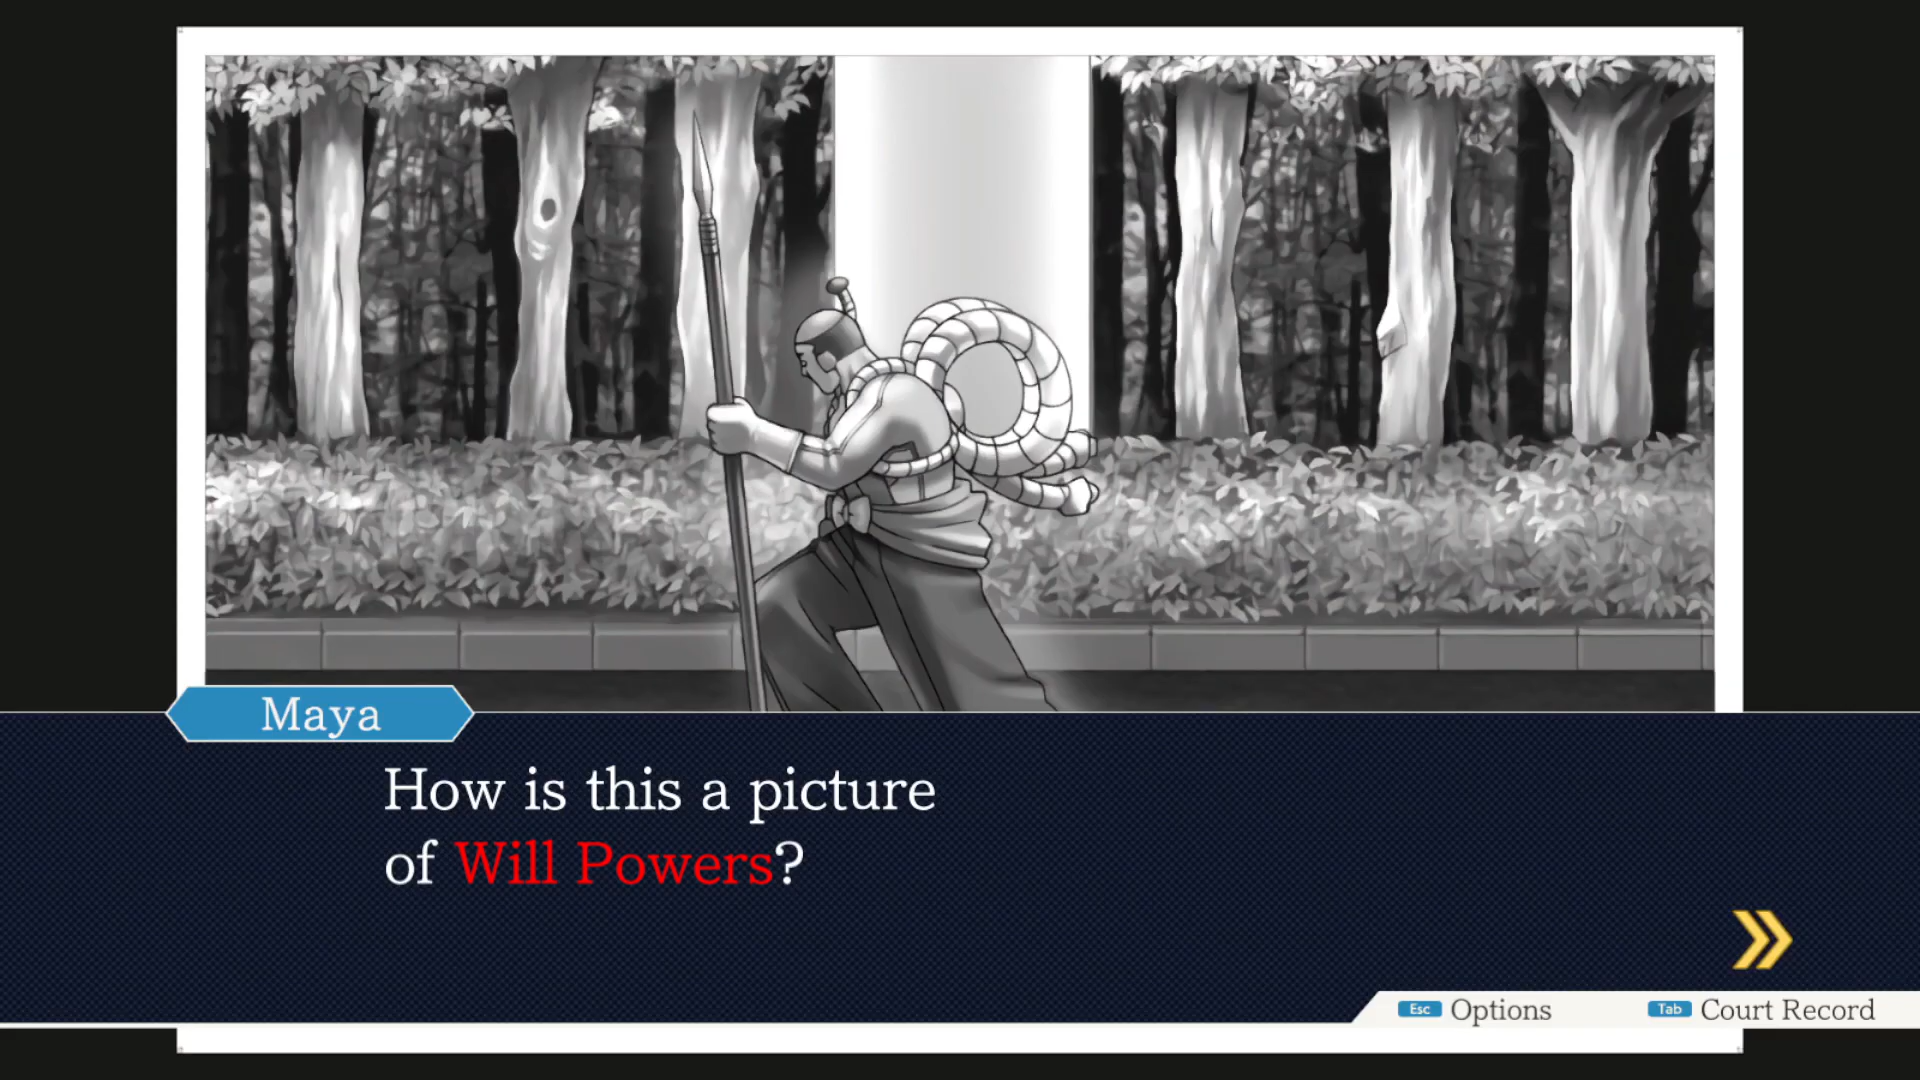 Maya
How is this a picture
of Will Powers?
Esc Options
Tab Court Record